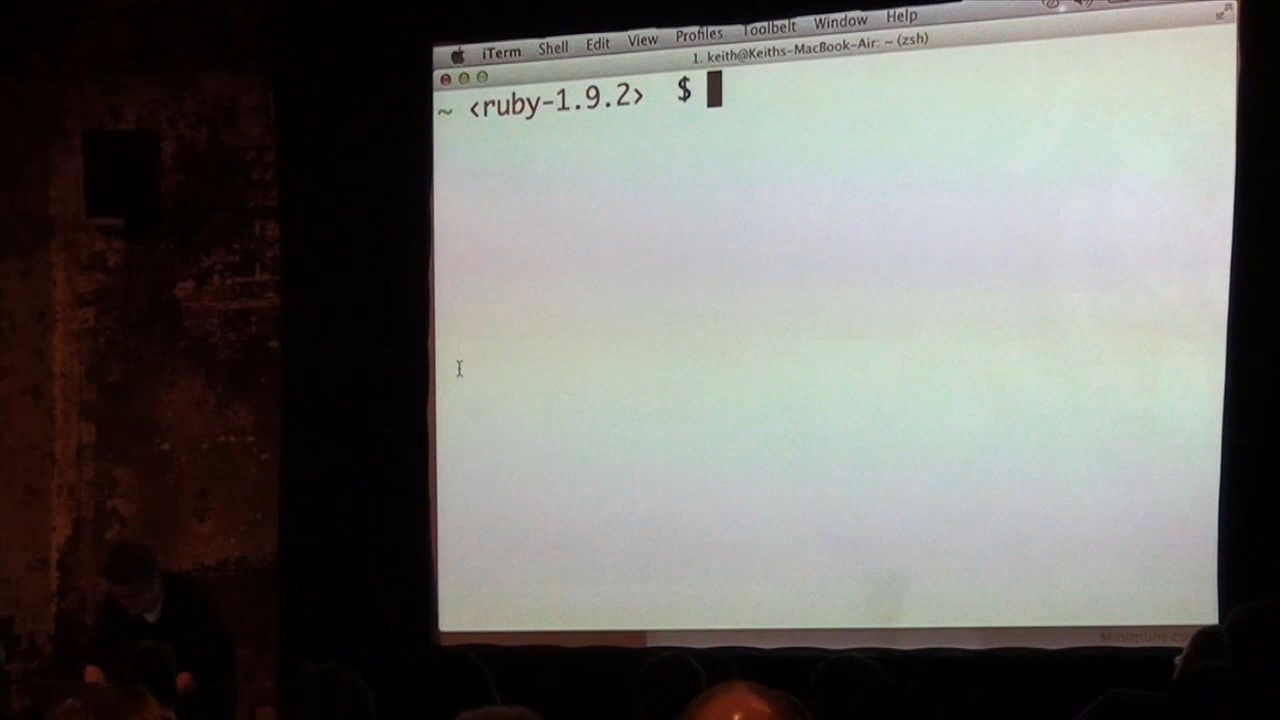 iTerm Shell Edit View Profiles Toolbelt Window Help
1. keith@Keiths-MacBook-Air: ~ (zsh)
~ <ruby-1.9.2> $